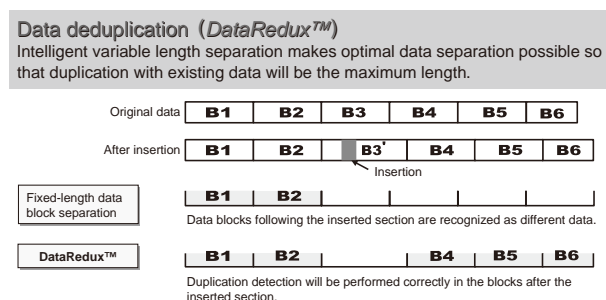 Data deduplication (DataRedux™)
Intelligent variable length separation makes optimal data separation possible so
that duplication with existing data will be the maximum length.
Original data B1 B2 B3 B4 B5 B6
After insertion B1 B2 B3' B4 B5 B6
Insertion
Fixed-length data
block separation
B1 B2
Data blocks following the inserted section are recognized as different data.
DataRedux™ B1 B2 B4 B5 B6
Duplication detection will be performed correctly in the blocks after the
inserted section.